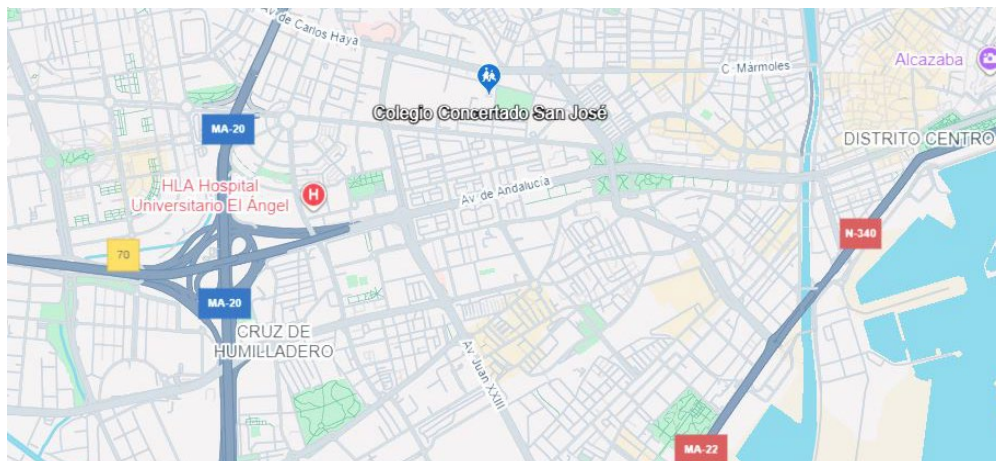 Av. de Carlos Haya
C. Mármoles
Alcazaba
Colegio Concertado San José
MA-20
DISTRITO CENTRO
HLA Hospital
Universitario El Ángel
H
Av. de Andalucía
N-340
70
MA-20
CRUZ DE
HUMILLADERO
Av. Juan XXIII
MA-22